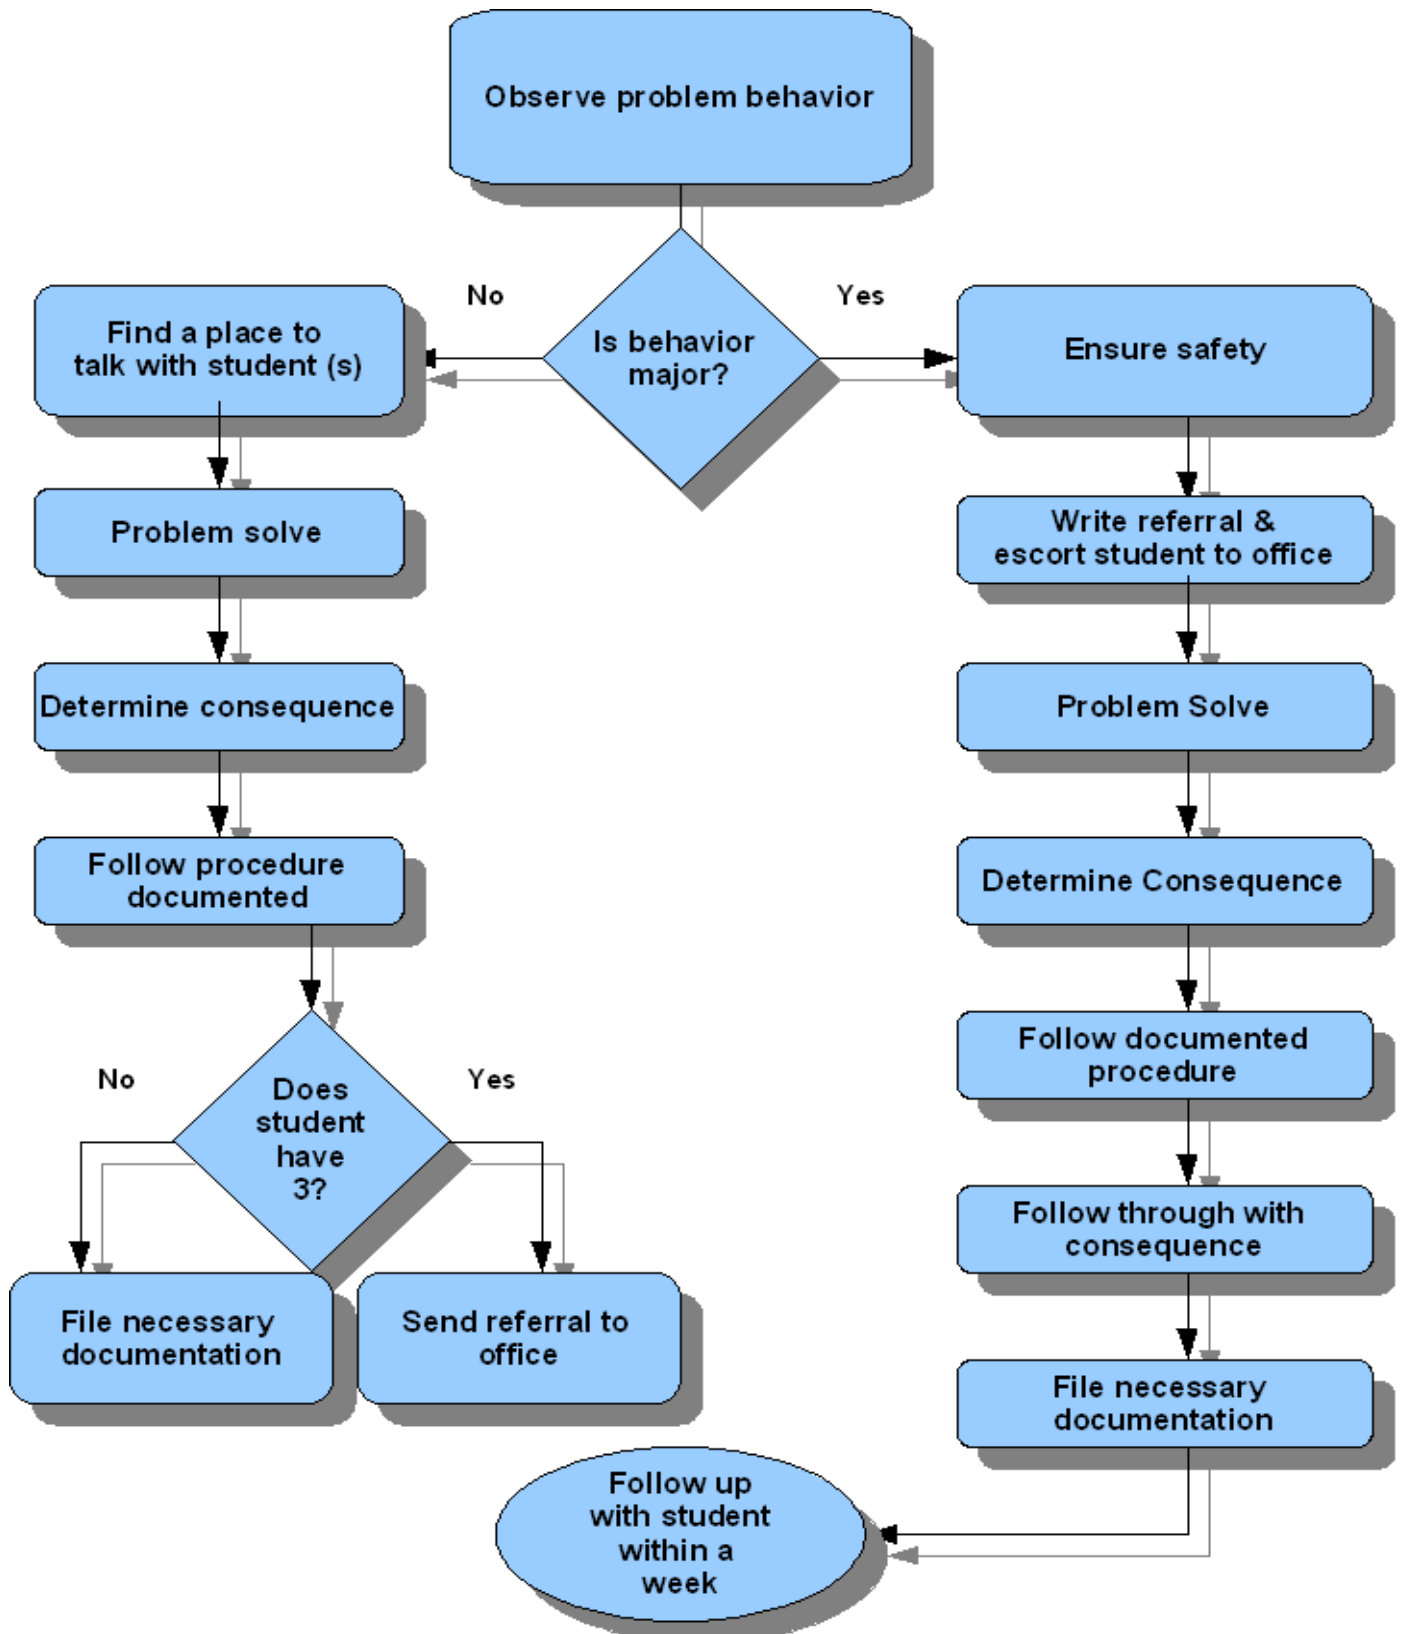 Observe problem behavior
No
Yes
Is behavior
major?
Find a place to
talk with student (s)
Problem solve
Determine consequence
Follow procedure
documented
No
Yes
Does
student
have
3?
File necessary
documentation
Send referral to
office
Ensure safety
Write referral &
escort student to office
Problem Solve
Determine Consequence
Follow documented
procedure
Follow through with
consequence
File necessary
documentation
Follow up
with student
within a
week